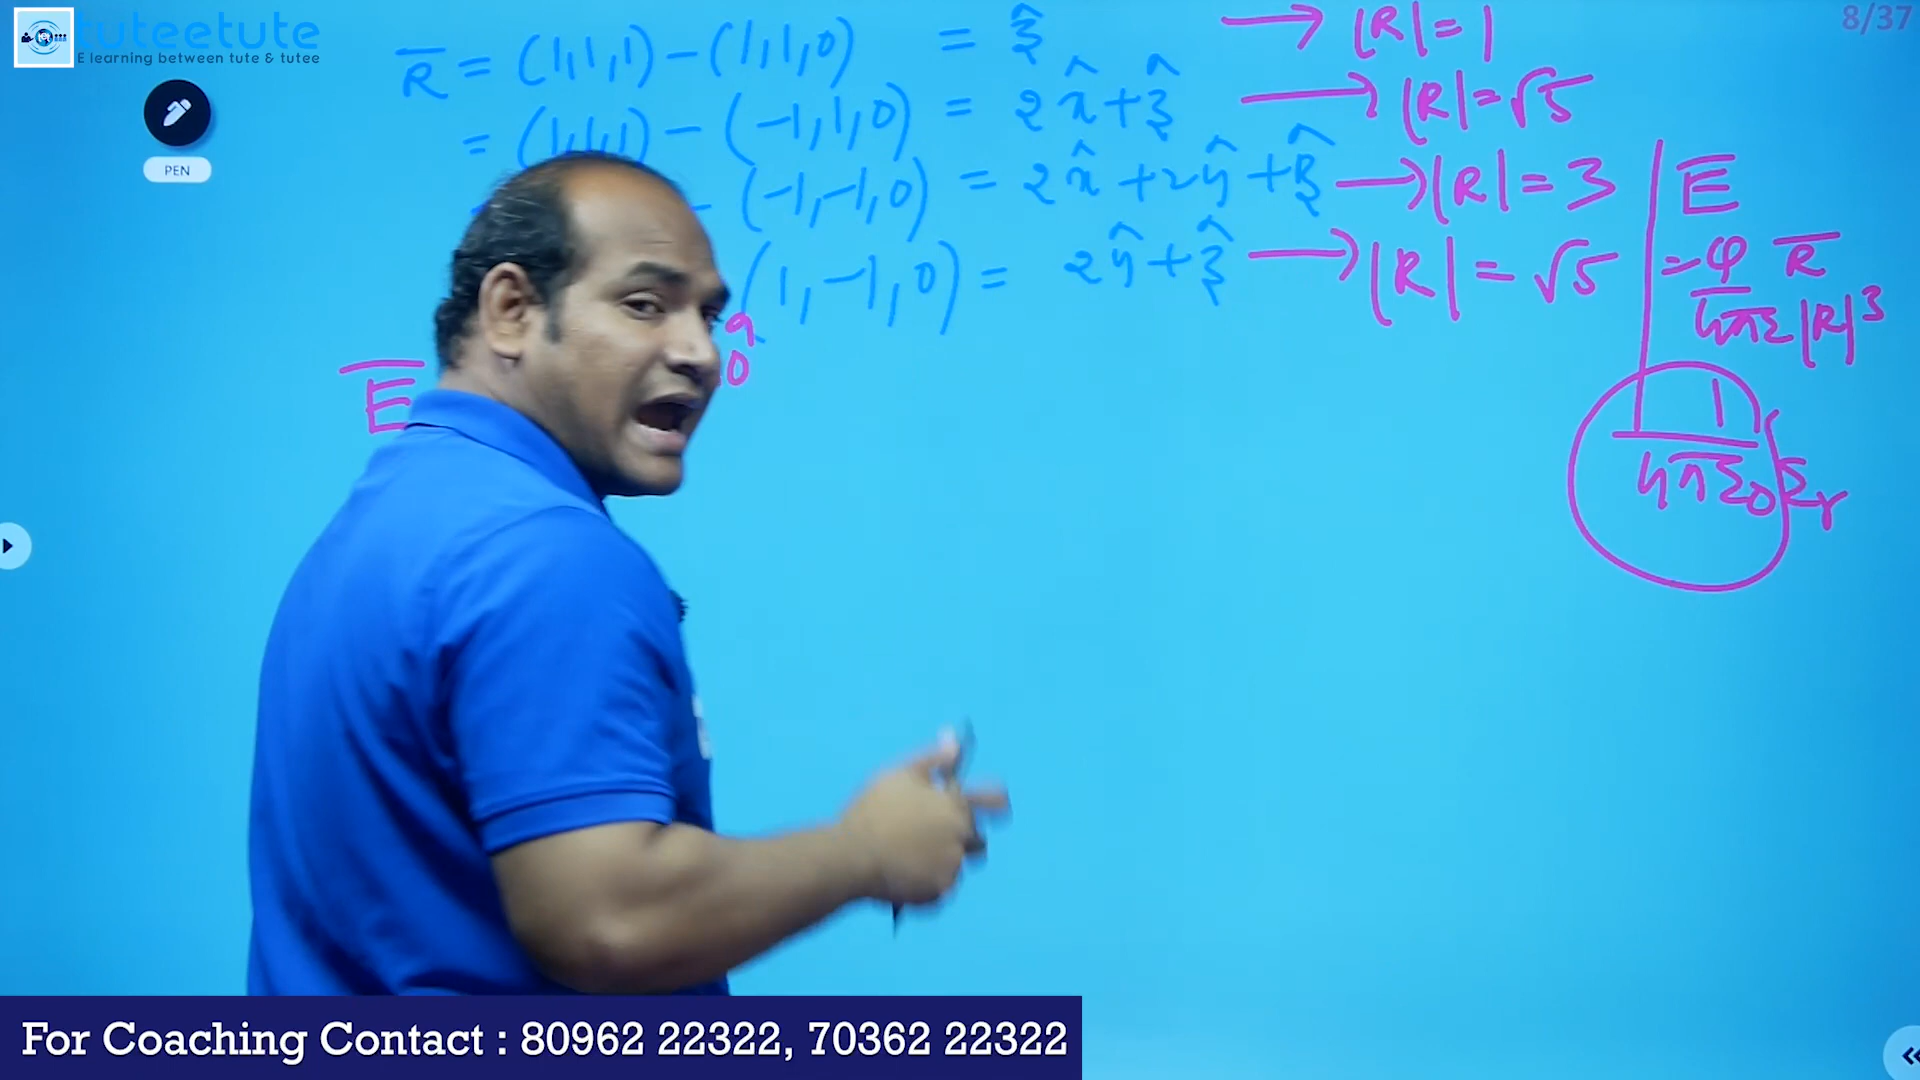 tuteetute
E learning between tute & tutee
8/37
PEN
R̅ = (1,1,1) - (1,1,0) = ẑ → |R| = 1
= (1,1,1) - (-1,1,0) = 2x̂ + ẑ → |R| = √5
- (-1,-1,0) = 2x̂ + 2ŷ + ẑ → |R| = 3
(1,-1,0) = 2ŷ + ẑ → |R| = √5
E̅
= φ R̅
4πε |R|³
9
0
E̅
1
4πε₀εr
For Coaching Contact : 80962 22322, 70362 22322